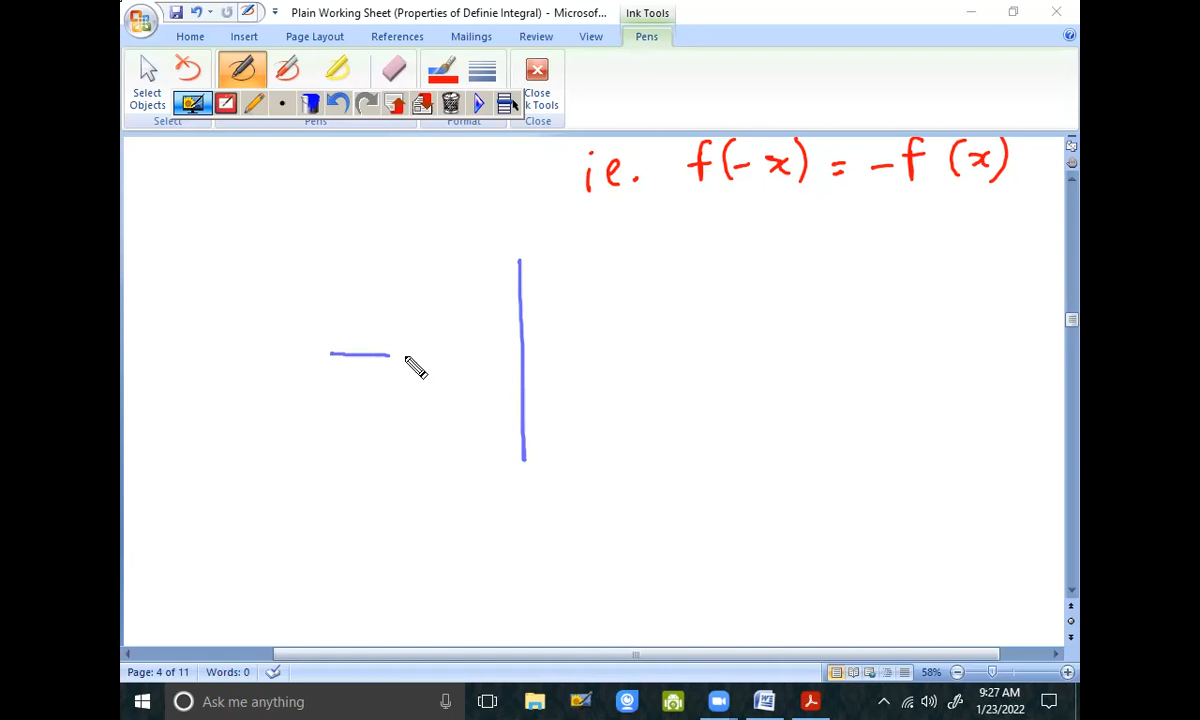 Plain Working Sheet (Properties of Definie Integral) - Microsof...
Ink Tools
Home Insert Page Layout References Mailings Review View Pens
Select Objects
Close
Ink Tools
Select Pens Format Close
ie. f(-x) = -f (x)
Page: 4 of 11 Words: 0 58%
Ask me anything
9:27 AM
1/23/2022